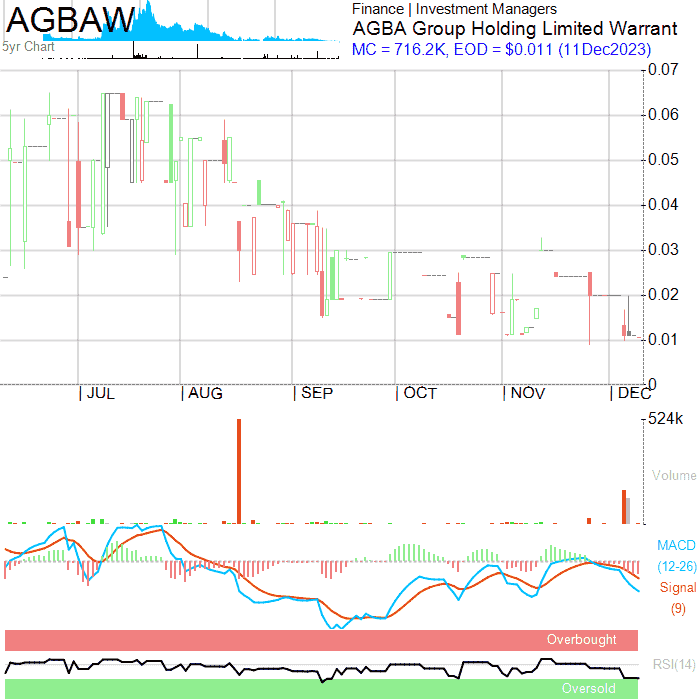 AGBAW
5yr Chart
Finance | Investment Managers
AGBA Group Holding Limited Warrant
MC = 716.2K, EOD = $0.011 (11Dec2023)
0.07
0.06
0.05
0.04
0.03
0.02
0.01
0
| JUL | AUG | SEP | OCT | NOV | DEC
524k
Volume
MACD
(12-26)
Signal
(9)
Overbought
RSI(14)
Oversold